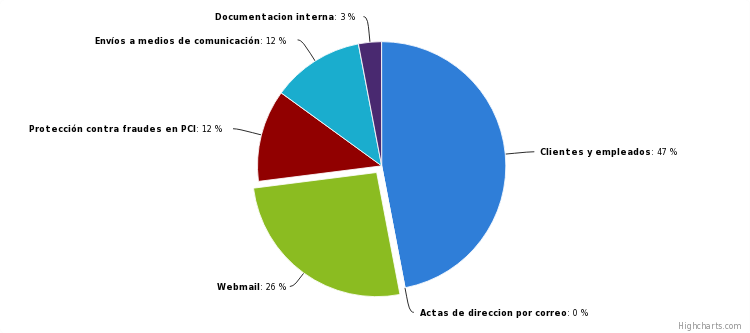 Documentacion interna: 3 %
Envíos a medios de comunicación: 12 %
Protección contra fraudes en PCI: 12 %
Clientes y empleados: 47 %
Webmail: 26 %
Actas de direccion por correo: 0 %
Highcharts.com